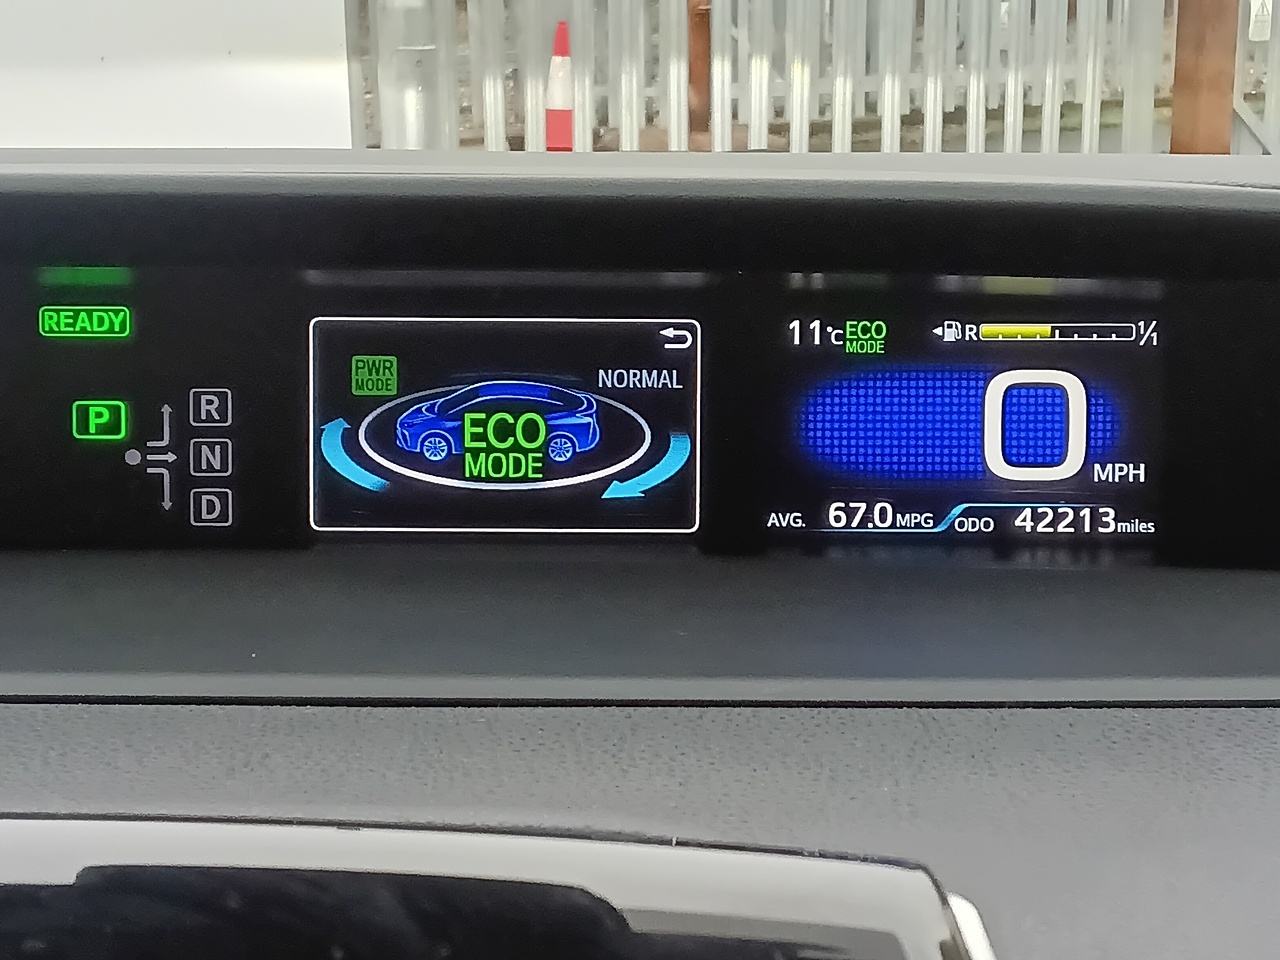 READY
P
R
N
D
PWR
MODE
NORMAL
ECO
MODE
11°C ECO
MODE
R 1/1
0
MPH
AVG. 67.0 MPG ODO 42213 miles